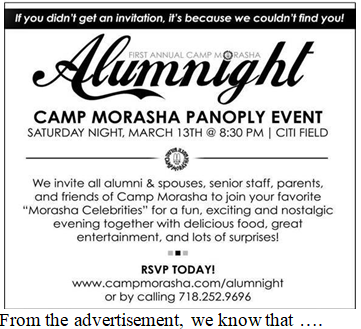 If you didn't get an invitation, it's because we couldn't find you!
FIRST ANNUAL CAMP MORASHA
Alumnight
CAMP MORASHA PANOPLY EVENT
SATURDAY NIGHT, MARCH 13TH @ 8:30 PM | CITI FIELD
We invite all alumni & spouses, senior staff, parents,
and friends of Camp Morasha to join your favorite
"Morasha Celebrities" for a fun, exciting and nostalgic
evening together with delicious food, great
entertainment, and lots of surprises!
RSVP TODAY!
www.campmorasha.com/alumnight
or by calling 718.252.9696
From the advertisement, we know that ….